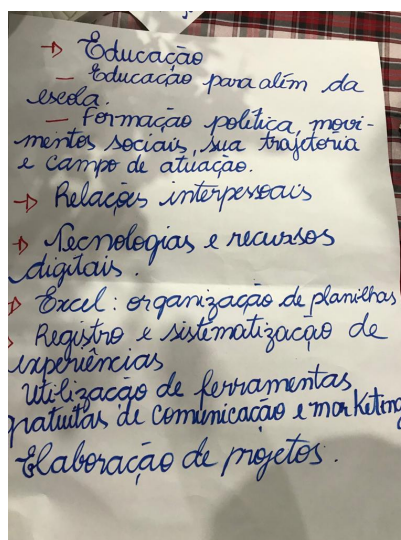 → Educação
— Educação para além da
escola.
— Formação política, movi-
mentos sociais, sua trajetória
e campo de atuação.
→ Relações interpessoais
→ Tecnologias e recursos
digitais.
→ Excel: organização de planilhas
Registro e sistematização de
experiências
Utilização de ferramentas
gratuitas de comunicação e marketing
Elaboração de projetos.